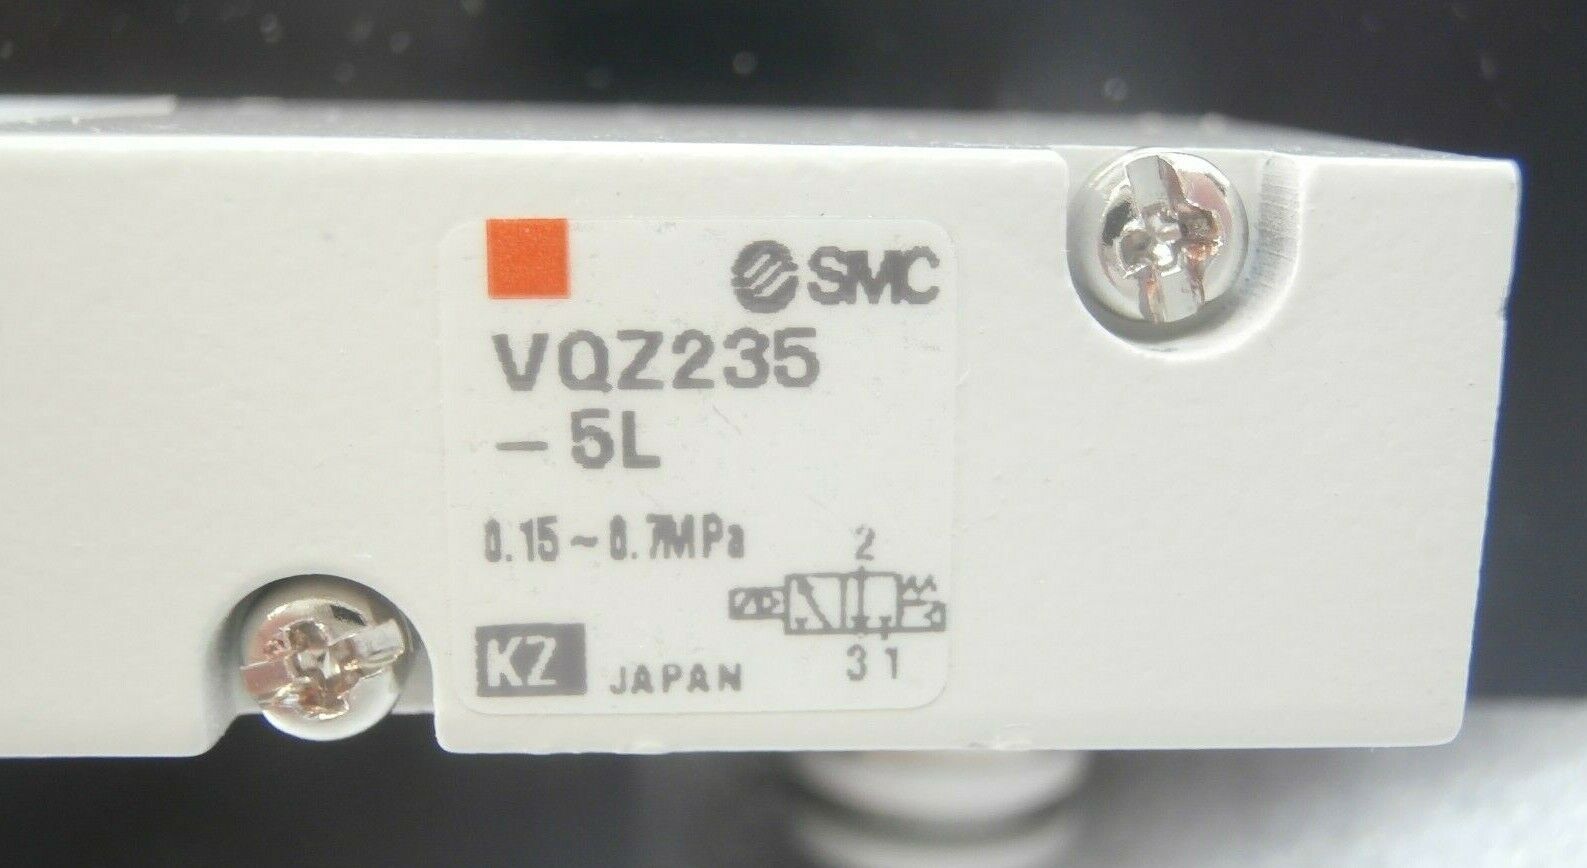 SMC
VQZ235
-5L
0.15~0.7MPa
2
KZ JAPAN
3 1